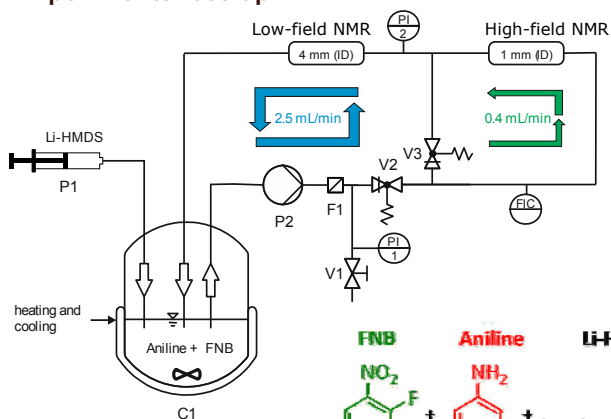 Low-field NMR
PI
2
High-field NMR
4 mm (ID)
1 mm (ID)
2.5 mL/min
0.4 mL/min
Li-HMDS
P1
V3
V2
P2
F1
FIC
PI
1
V1
heating and
cooling
Aniline + FNB
C1
FNB
Aniline
NO2
F
NH2
+
+